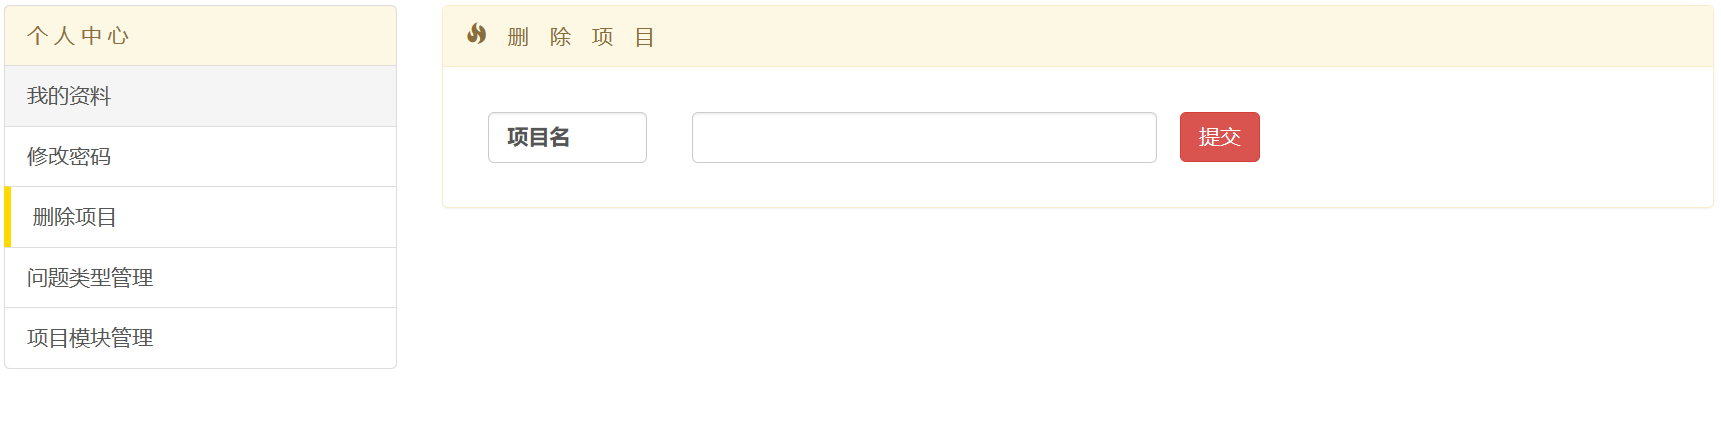 个人中心
我的资料
修改密码
删除项目
问题类型管理
项目模块管理
删除项目
项目名
提交